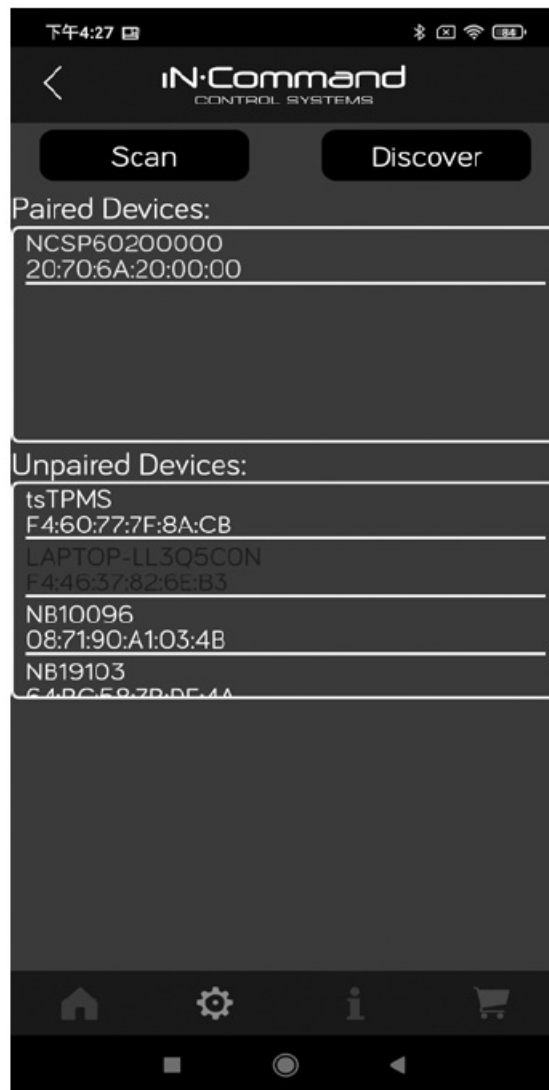 下午4:27
84
iN·Command
CONTROL SYSTEMS
Scan
Discover
Paired Devices:
NCSP60200000
20:70:6A:20:00:00
Unpaired Devices:
tsTPMS
F4:60:77:7F:8A:CB
LAPTOP-LL3Q5C0N
F4:46:37:82:6E:B3
NB10096
08:71:90:A1:03:4B
NB19103